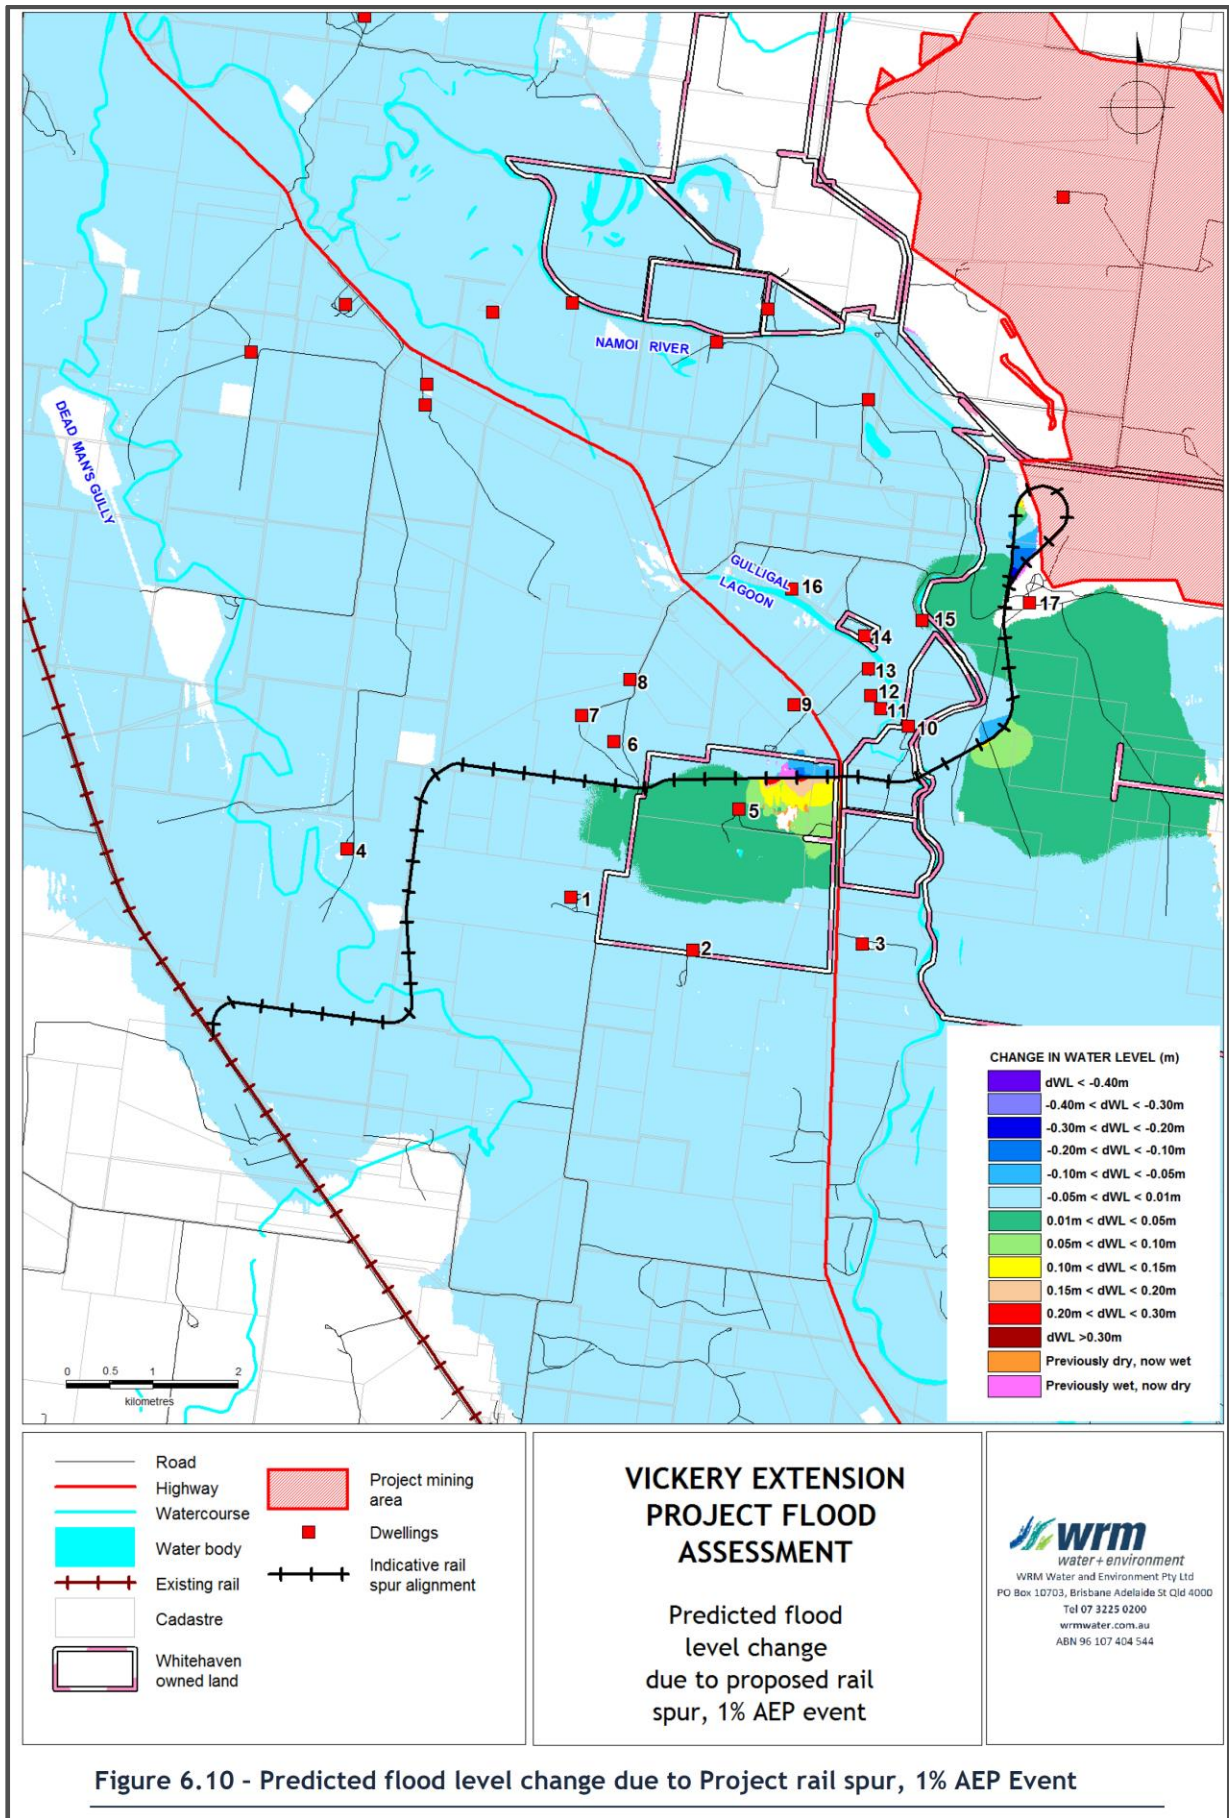 NAMOI RIVER
DEAD MAN'S GULLY
GULLIGAL
LAGOON
16
17
15
14
13
12
11
10
9
8
7
6
5
4
1
2
3
CHANGE IN WATER LEVEL (m)
dWL < -0.40m
-0.40m < dWL < -0.30m
-0.30m < dWL < -0.20m
-0.20m < dWL < -0.10m
-0.10m < dWL < -0.05m
-0.05m < dWL < 0.01m
0.01m < dWL < 0.05m
0.05m < dWL < 0.10m
0.10m < dWL < 0.15m
0.15m < dWL < 0.20m
0.20m < dWL < 0.30m
dWL >0.30m
Previously dry, now wet
Previously wet, now dry
0 0.5 1 2
kilometres
Road
Highway
Watercourse
Water body
Existing rail
Cadastre
Whitehaven
owned land
Project mining
area
Dwellings
Indicative rail
spur alignment
VICKERY EXTENSION
PROJECT FLOOD
ASSESSMENT
Predicted flood
level change
due to proposed rail
spur, 1% AEP event
wrm
water+environment
WRM Water and Environment Pty Ltd
PO Box 10703, Brisbane Adelaide St Qld 4000
Tel 07 3225 0200
wrmwater.com.au
ABN 96 107 404 544
Figure 6.10 - Predicted flood level change due to Project rail spur, 1% AEP Event